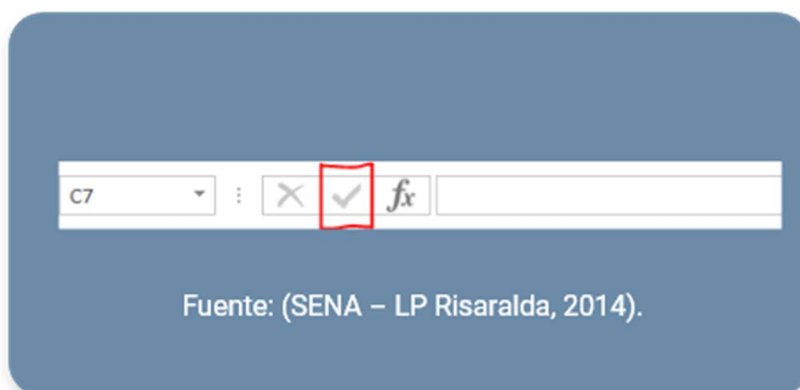 C7 fx
Fuente: (SENA – LP Risaralda, 2014).